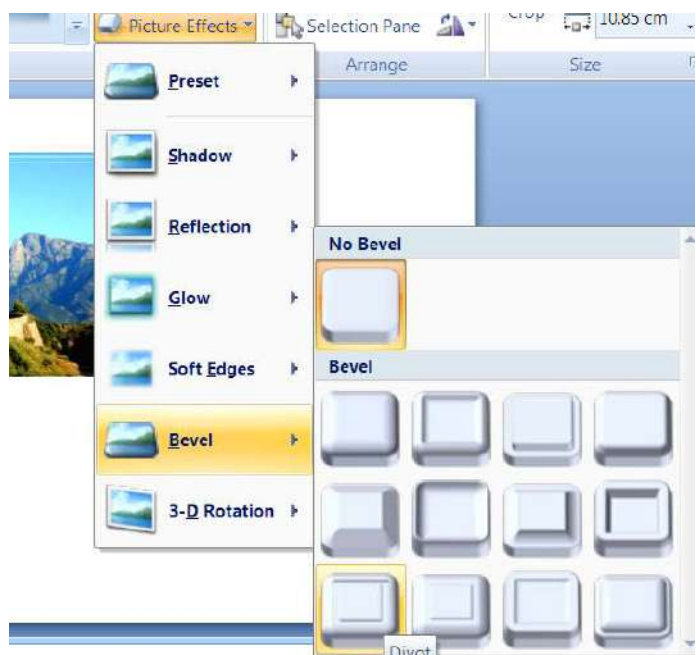 Picture Effects
Selection Pane
Crop
10.85 cm
Arrange
Size
Preset
Shadow
Reflection
Glow
Soft Edges
Bevel
3-D Rotation
No Bevel
Bevel
Divot